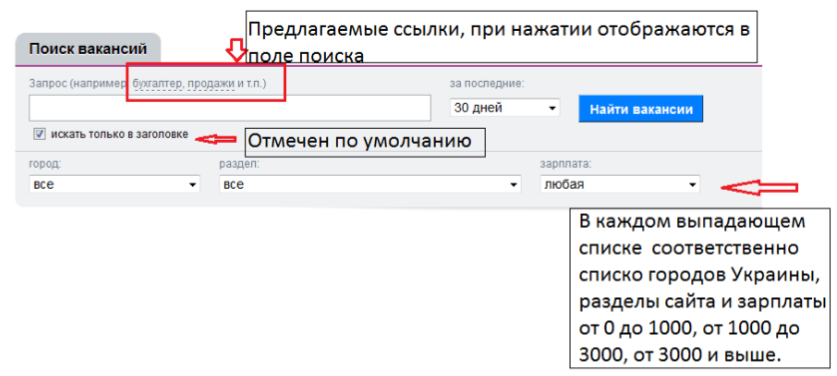 Предлагаемые ссылки, при нажатии отображаются в
поле поиска
Поиск вакансий
Запрос (например, бухгалтер, продажи и т.п.)
за последние:
30 дней
Найти вакансии
искать только в заголовке
Отмечен по умолчанию
город:
раздел:
зарплата:
все
все
любая
В каждом выпадающем
списке соответственно
списко городов Украины,
разделы сайта и зарплаты
от 0 до 1000, от 1000 до
3000, от 3000 и выше.